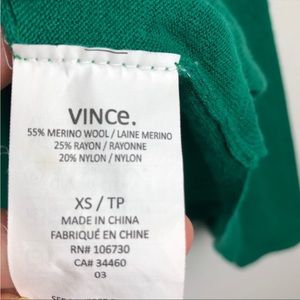 VINCe.
55% MERINO WOOL / LAINE MERINO
25% RAYON / RAYONNE
20% NYLON / NYLON
XS / TP
MADE IN CHINA
FABRIQUÉ EN CHINE
RN# 106730
CA# 34460
03